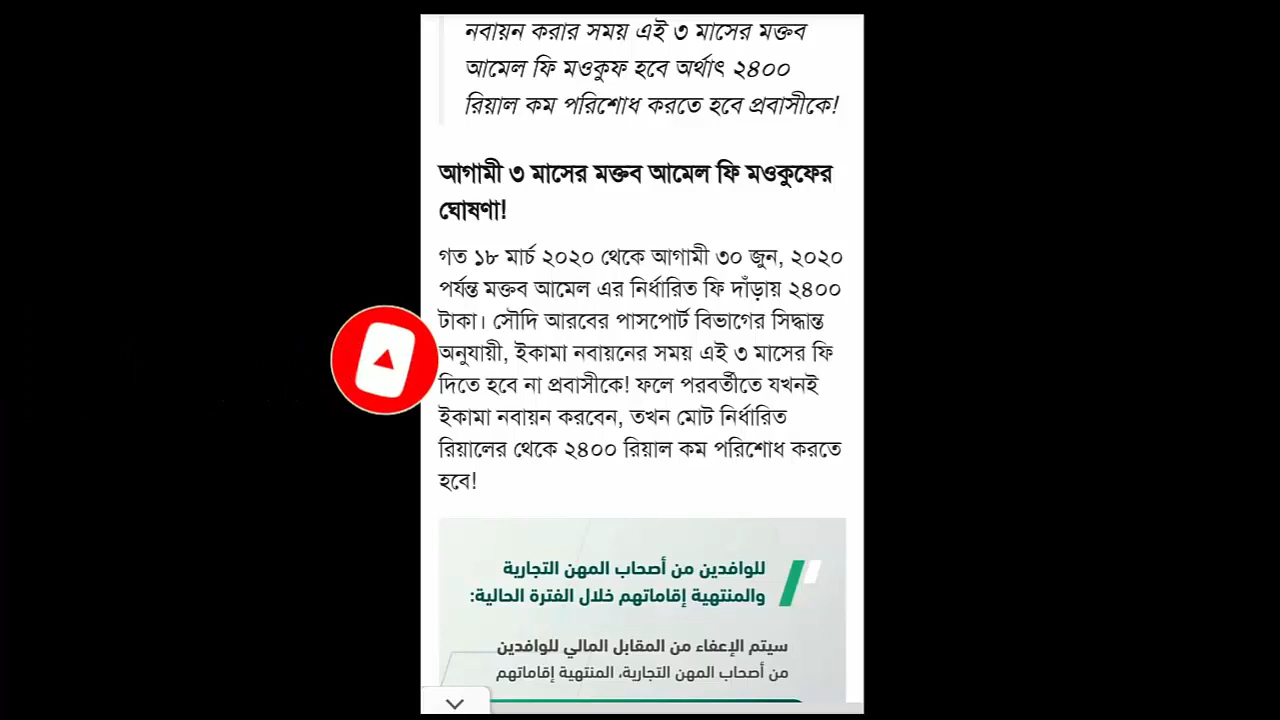 নবায়ন করার সময় এই ৩ মাসের মক্তব
আমেল ফি মওকুফ হবে অর্থাৎ ২৪০০
রিয়াল কম পরিশোধ করতে হবে প্রবাসীকে!
আগামী ৩ মাসের মক্তব আমেল ফি মওকুফের
ঘোষণা!
গত ১৮ মার্চ ২০২০ থেকে আগামী ৩০ জুন, ২০২০
পর্যন্ত মক্তব আমেল এর নির্ধারিত ফি দাঁড়ায় ২৪০০
টাকা। সৌদি আরবের পাসপোর্ট বিভাগের সিদ্ধান্ত
অনুযায়ী, ইকামা নবায়নের সময় এই ৩ মাসের ফি
দিতে হবে না প্রবাসীকে! ফলে পরবর্তীতে যখনই
ইকামা নবায়ন করবেন, তখন মোট নির্ধারিত
রিয়ালের থেকে ২৪০০ রিয়াল কম পরিশোধ করতে
হবে!
للوافدين من أصحاب المهن التجارية
والمنتهية إقاماتهم خلال الفترة الحالية:
سيتم الإعفاء من المقابل المالي للوافدين
من أصحاب المهن التجارية، المنتهية إقاماتهم